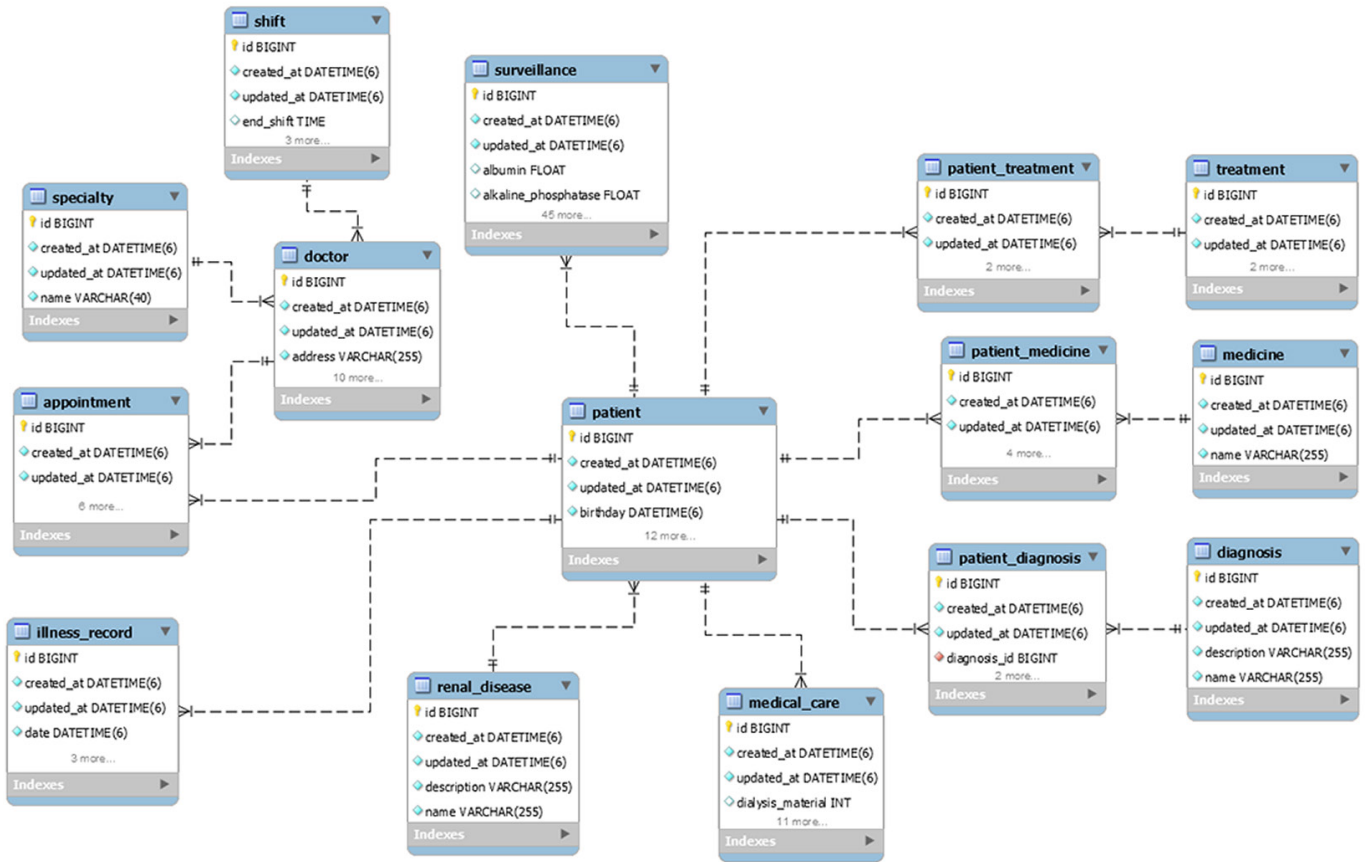 shift
id BIGINT
created_at DATETIME(6)
updated_at DATETIME(6)
end_shift TIME
3 more...
Indexes
surveillance
id BIGINT
created_at DATETIME(6)
updated_at DATETIME(6)
albumin FLOAT
alkaline_phosphatase FLOAT
45 more...
Indexes
patient_treatment
id BIGINT
created_at DATETIME(6)
updated_at DATETIME(6)
2 more...
Indexes
treatment
id BIGINT
created_at DATETIME(6)
updated_at DATETIME(6)
2 more...
Indexes
specialty
id BIGINT
created_at DATETIME(6)
updated_at DATETIME(6)
name VARCHAR(40)
Indexes
doctor
id BIGINT
created_at DATETIME(6)
updated_at DATETIME(6)
address VARCHAR(255)
10 more...
Indexes
patient_medicine
id BIGINT
created_at DATETIME(6)
updated_at DATETIME(6)
4 more...
Indexes
medicine
id BIGINT
created_at DATETIME(6)
updated_at DATETIME(6)
name VARCHAR(255)
Indexes
appointment
id BIGINT
created_at DATETIME(6)
updated_at DATETIME(6)
6 more...
Indexes
patient
id BIGINT
created_at DATETIME(6)
updated_at DATETIME(6)
birthday DATETIME(6)
12 more...
Indexes
patient_diagnosis
id BIGINT
created_at DATETIME(6)
updated_at DATETIME(6)
diagnosis_id BIGINT
2 more...
Indexes
diagnosis
id BIGINT
created_at DATETIME(6)
updated_at DATETIME(6)
description VARCHAR(255)
name VARCHAR(255)
Indexes
illness_record
id BIGINT
created_at DATETIME(6)
updated_at DATETIME(6)
date DATETIME(6)
3 more...
Indexes
renal_disease
id BIGINT
created_at DATETIME(6)
updated_at DATETIME(6)
description VARCHAR(255)
name VARCHAR(255)
Indexes
medical_care
id BIGINT
created_at DATETIME(6)
updated_at DATETIME(6)
dialysis_material INT
11 more...
Indexes